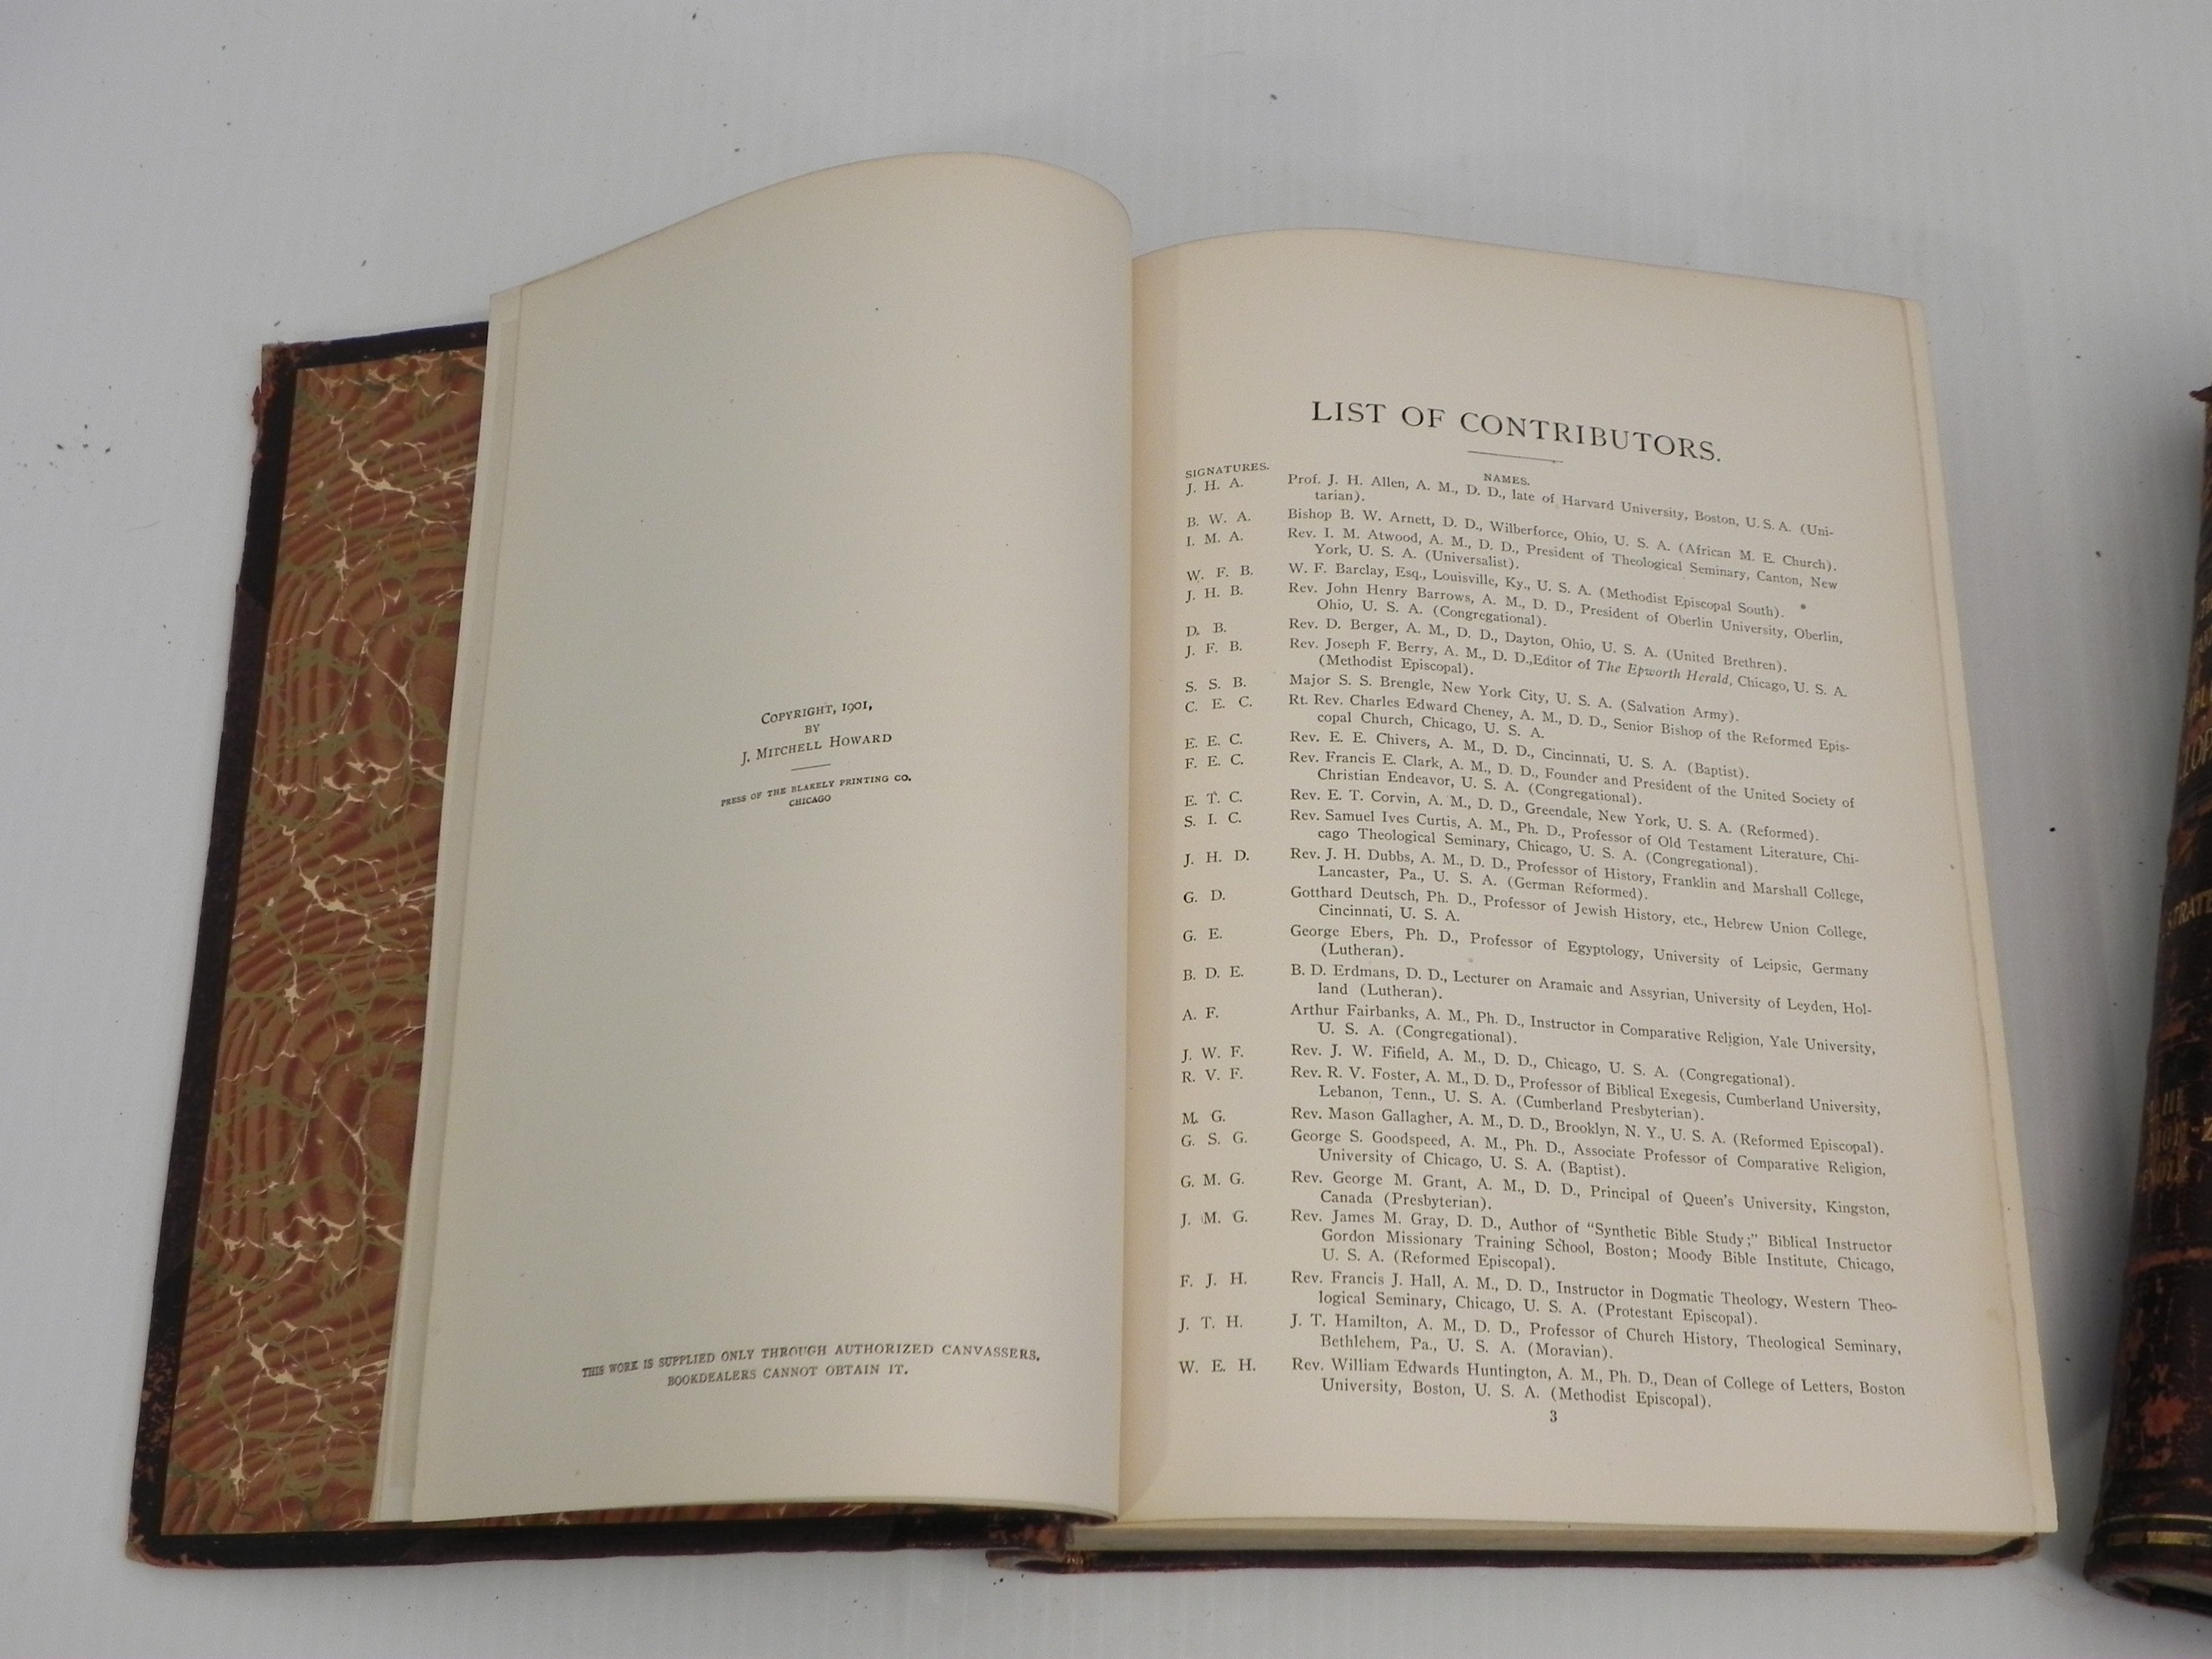 COPYRIGHT, 1901,
BY
J. MITCHELL HOWARD
PRESS OF THE BLAKELY PRINTING CO.
CHICAGO
THIS WORK IS SUPPLIED ONLY THROUGH AUTHORIZED CANVASSERS.
BOOKDEALERS CANNOT OBTAIN IT.
LIST OF CONTRIBUTORS.
SIGNATURES. NAMES.
J. H. A. Prof. J. H. Allen, A. M., D. D., late of Harvard University, Boston, U. S. A. (Uni-
tarian).
B. W. A. Bishop B. W. Arnett, D. D., Wilberforce, Ohio, U. S. A. (African M. E. Church).
I. M. A. Rev. I. M. Atwood, A. M., D. D., President of Theological Seminary, Canton, New
York, U. S. A. (Universalist).
W. F. B. W. F. Barclay, Esq., Louisville, Ky., U. S. A. (Methodist Episcopal South).
J. H. B. Rev. John Henry Barrows, A. M., D. D., President of Oberlin University, Oberlin,
Ohio, U. S. A. (Congregational).
D. B. Rev. D. Berger, A. M., D. D., Dayton, Ohio, U. S. A. (United Brethren).
J. F. B. Rev. Joseph F. Berry, A. M., D. D., Editor of The Epworth Herald, Chicago, U. S. A.
(Methodist Episcopal).
S. S. B. Major S. S. Brengle, New York City, U. S. A. (Salvation Army).
C. E. C. Rt. Rev. Charles Edward Cheney, A. M., D. D., Senior Bishop of the Reformed Epis-
copal Church, Chicago, U. S. A.
E. E. C. Rev. E. E. Chivers, A. M., D. D., Cincinnati, U. S. A. (Baptist).
F. E. C. Rev. Francis E. Clark, A. M., D. D., Founder and President of the United Society of
Christian Endeavor, U. S. A. (Congregational).
E. T. C. Rev. E. T. Corvin, A. M., D. D., Greendale, New York, U. S. A. (Reformed).
S. I. C. Rev. Samuel Ives Curtis, A. M., Ph. D., Professor of Old Testament Literature, Chi-
cago Theological Seminary, Chicago, U. S. A. (Congregational).
J. H. D. Rev. J. H. Dubbs, A. M., D. D., Professor of History, Franklin and Marshall College,
Lancaster, Pa., U. S. A. (German Reformed).
G. D. Gotthard Deutsch, Ph. D., Professor of Jewish History, etc., Hebrew Union College,
Cincinnati, U. S. A.
G. E. George Ebers, Ph. D., Professor of Egyptology, University of Leipsic, Germany
(Lutheran).
B. D. E. B. D. Erdmans, D. D., Lecturer on Aramaic and Assyrian, University of Leyden, Hol-
land (Lutheran).
A. F. Arthur Fairbanks, A. M., Ph. D., Instructor in Comparative Religion, Yale University,
U. S. A. (Congregational).
J. W. F. Rev. J. W. Fifield, A. M., D. D., Chicago, U. S. A. (Congregational).
R. V. F. Rev. R. V. Foster, A. M., D. D., Professor of Biblical Exegesis, Cumberland University,
Lebanon, Tenn., U. S. A. (Cumberland Presbyterian).
M. G. Rev. Mason Gallagher, A. M., D. D., Brooklyn, N. Y., U. S. A. (Reformed Episcopal).
G. S. G. George S. Goodspeed, A. M., Ph. D., Associate Professor of Comparative Religion,
University of Chicago, U. S. A. (Baptist).
G. M. G. Rev. George M. Grant, A. M., D. D., Principal of Queen's University, Kingston,
Canada (Presbyterian).
J. M. G. Rev. James M. Gray, D. D., Author of "Synthetic Bible Study;" Biblical Instructor
Gordon Missionary Training School, Boston; Moody Bible Institute, Chicago,
U. S. A. (Reformed Episcopal).
F. J. H. Rev. Francis J. Hall, A. M., D. D., Instructor in Dogmatic Theology, Western Theo-
logical Seminary, Chicago, U. S. A. (Protestant Episcopal).
J. T. H. J. T. Hamilton, A. M., D. D., Professor of Church History, Theological Seminary,
Bethlehem, Pa., U. S. A. (Moravian).
W. E. H. Rev. William Edwards Huntington, A. M., Ph. D., Dean of College of Letters, Boston
University, Boston, U. S. A. (Methodist Episcopal).
3